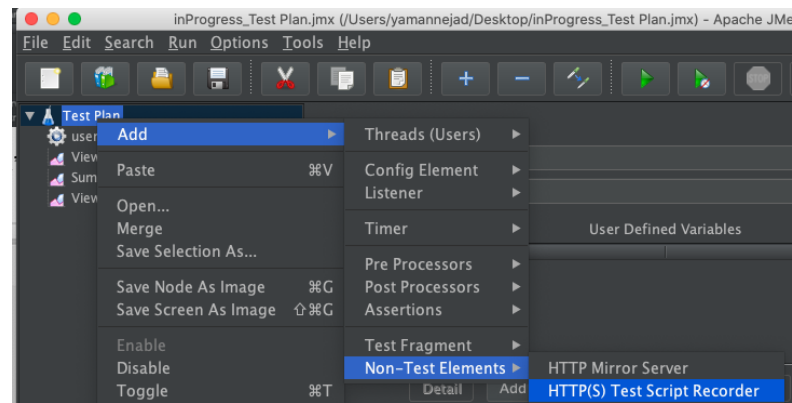 inProgress_Test Plan.jmx (/Users/yamannejad/Desktop/inProgress_Test Plan.jmx) - Apache JMe
File Edit Search Run Options Tools Help
STOP
Test Plan
user
View
Sum
View
Add
Paste ⌘V
Open...
Merge
Save Selection As...
Save Node As Image ⌘G
Save Screen As Image ⇧⌘G
Enable
Disable
Toggle ⌘T
Threads (Users)
Config Element
Listener
Timer
Pre Processors
Post Processors
Assertions
Test Fragment
Non-Test Elements
User Defined Variables
Detail Add
HTTP Mirror Server
HTTP(S) Test Script Recorder